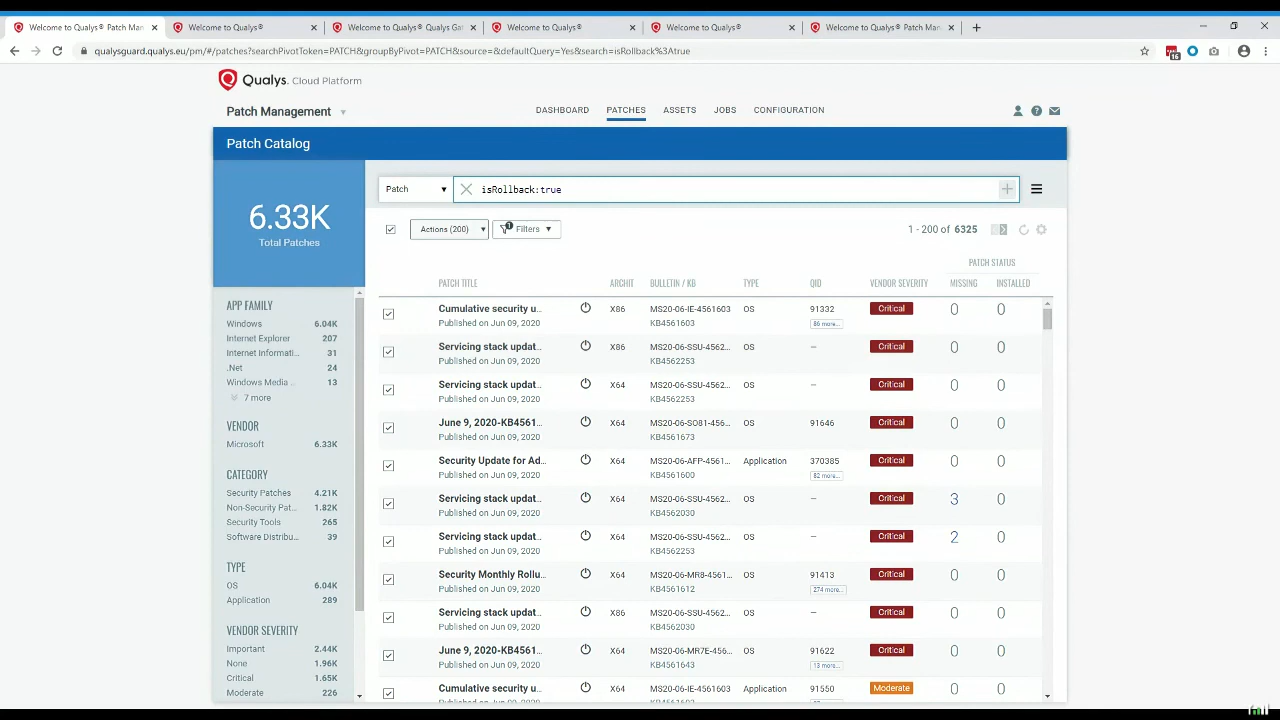 Welcome to Qualys® Patch Man
Welcome to Qualys®
Welcome to Qualys® Qualys Gat
Welcome to Qualys®
Welcome to Qualys®
Welcome to Qualys® Patch Man
qualysguard.qualys.eu/pm/#/patches?searchPivotToken=PATCH&groupByPivot=PATCH&source=&defaultQuery=Yes&search=isRollback%3Atrue
Qualys. Cloud Platform
Patch Management
DASHBOARD PATCHES ASSETS JOBS CONFIGURATION
Patch Catalog
6.33K
Total Patches
Patch
isRollback:true
Actions (200)
1
Filters
1 - 200 of 6325
PATCH STATUS
PATCH TITLE ARCHIT BULLETIN / KB TYPE QID VENDOR SEVERITY MISSING INSTALLED
APP FAMILY
Windows 6.04K
Internet Explorer 207
Internet Informati... 31
.Net 24
Windows Media ... 13
7 more
VENDOR
Microsoft 6.33K
CATEGORY
Security Patches 4.21K
Non-Security Pat... 1.82K
Security Tools 265
Software Distribu... 39
TYPE
OS 6.04K
Application 289
VENDOR SEVERITY
Important 2.44K
None 1.96K
Critical 1.65K
Moderate 226
Cumulative security u... X86 MS20-06-IE-4561603 OS 91332 Critical 0 0
Published on Jun 09, 2020 KB4561603 86 more...
Servicing stack updat... X86 MS20-06-SSU-4562... OS – Critical 0 0
Published on Jun 09, 2020 KB4562253
Servicing stack updat... X64 MS20-06-SSU-4562... OS – Critical 0 0
Published on Jun 09, 2020 KB4562253
June 9, 2020-KB4561... X64 MS20-06-SO81-456... OS 91646 Critical 0 0
Published on Jun 09, 2020 KB4561673
Security Update for Ad... X64 MS20-06-AFP-4561... Application 370385 Critical 0 0
Published on Jun 09, 2020 KB4561600 82 more...
Servicing stack updat... X64 MS20-06-SSU-4562... OS – Critical 3 0
Published on Jun 09, 2020 KB4562030
Servicing stack updat... X64 MS20-06-SSU-4562... OS – Critical 2 0
Published on Jun 09, 2020 KB4562253
Security Monthly Rollu... X64 MS20-06-MR8-4561... OS 91413 Critical 0 0
Published on Jun 09, 2020 KB4561612 274 more...
Servicing stack updat... X86 MS20-06-SSU-4562... OS – Critical 0 0
Published on Jun 09, 2020 KB4562030
June 9, 2020-KB4561... X64 MS20-06-MR7E-456... OS 91622 Critical 0 0
Published on Jun 09, 2020 KB4561643 13 more...
Cumulative security u... X64 MS20-06-IE-4561603 Application 91550 Moderate 0 0